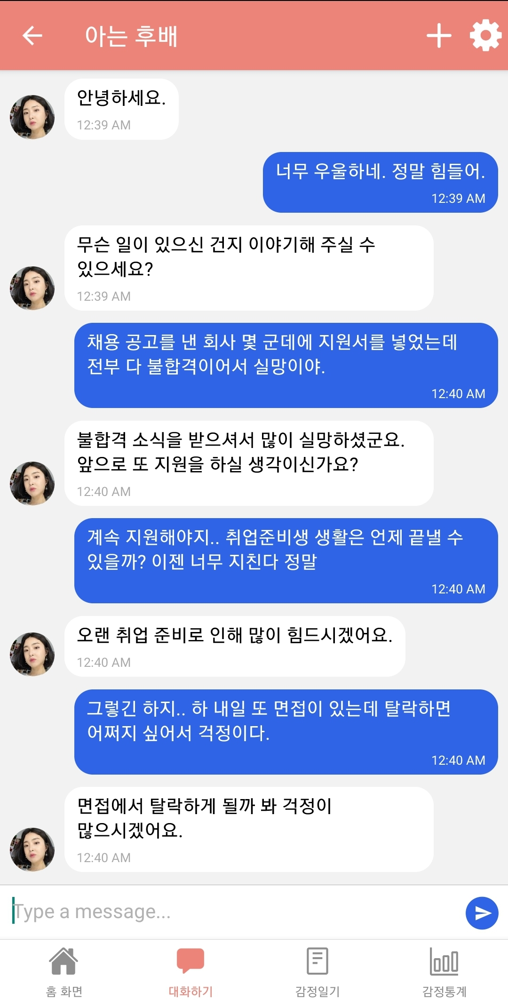 아는 후배
안녕하세요.
12:39 AM
너무 우울하네. 정말 힘들어.
12:39 AM
무슨 일이 있으신 건지 이야기해 주실 수
있으세요?
12:39 AM
채용 공고를 낸 회사 몇 군데에 지원서를 넣었는데
전부 다 불합격이어서 실망이야.
12:40 AM
불합격 소식을 받으셔서 많이 실망하셨군요.
앞으로 또 지원을 하실 생각이신가요?
12:40 AM
계속 지원해야지.. 취업준비생 생활은 언제 끝낼 수
있을까? 이젠 너무 지친다 정말
12:40 AM
오랜 취업 준비로 인해 많이 힘드시겠어요.
12:40 AM
그렇긴 하지.. 하 내일 또 면접이 있는데 탈락하면
어쩌지 싶어서 걱정이다.
12:40 AM
면접에서 탈락하게 될까 봐 걱정이
많으시겠어요.
12:40 AM
Type a message...
홈 화면
대화하기
감정일기
감정통계